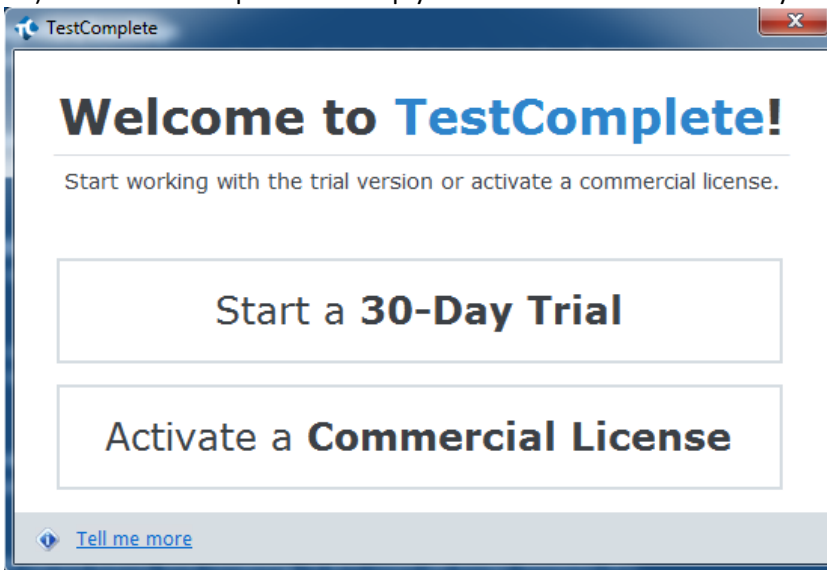 TestComplete
Welcome to TestComplete!
Start working with the trial version or activate a commercial license.
Start a 30-Day Trial
Activate a Commercial License
Tell me more